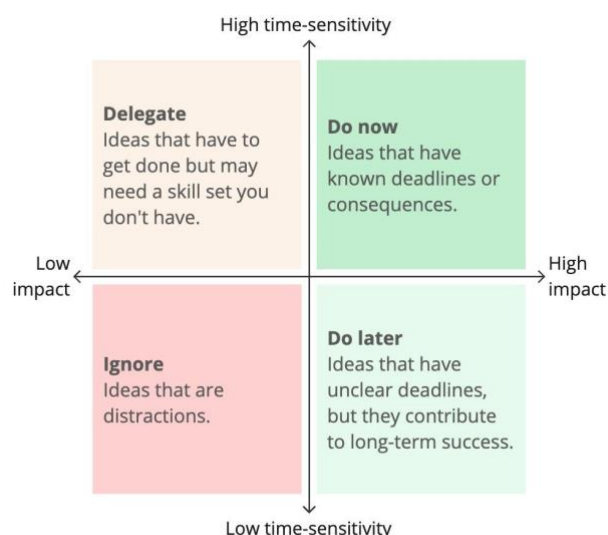 High time-sensitivity
Delegate
Ideas that have to
get done but may
need a skill set you
don't have.
Do now
Ideas that have
known deadlines or
consequences.
Low
impact
High
impact
Ignore
Ideas that are
distractions.
Do later
Ideas that have
unclear deadlines,
but they contribute
to long-term success.
Low time-sensitivity